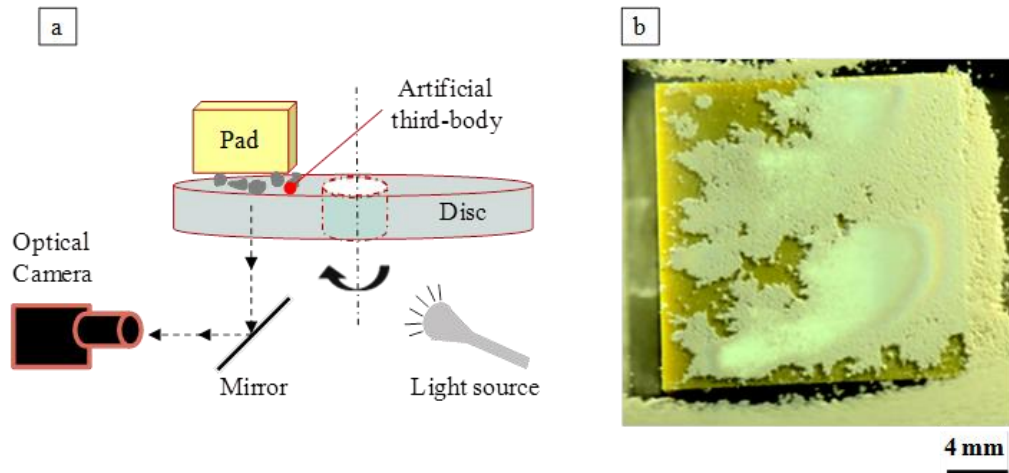 a
Artificial
third-body
Pad
Disc
Optical
Camera
Mirror
Light source
b
4 mm